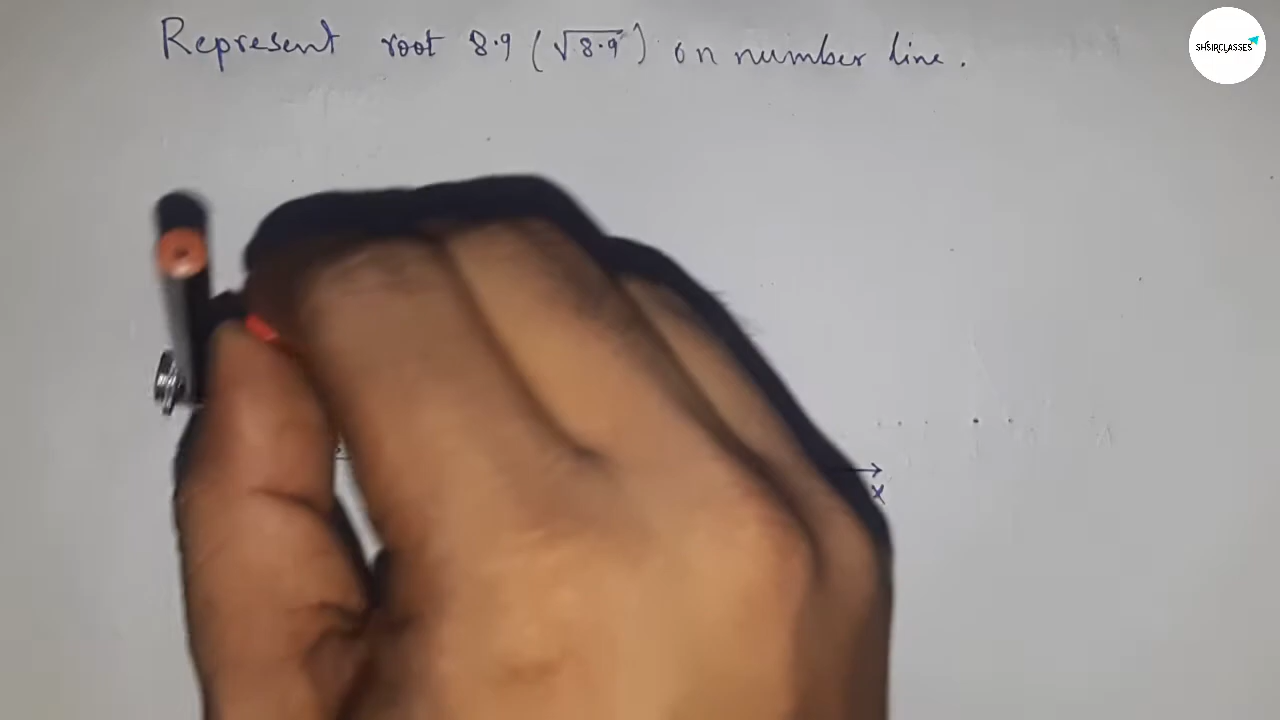 Represent root 8.9 (√8.9) on number line.
SHSIRCLASSES
X